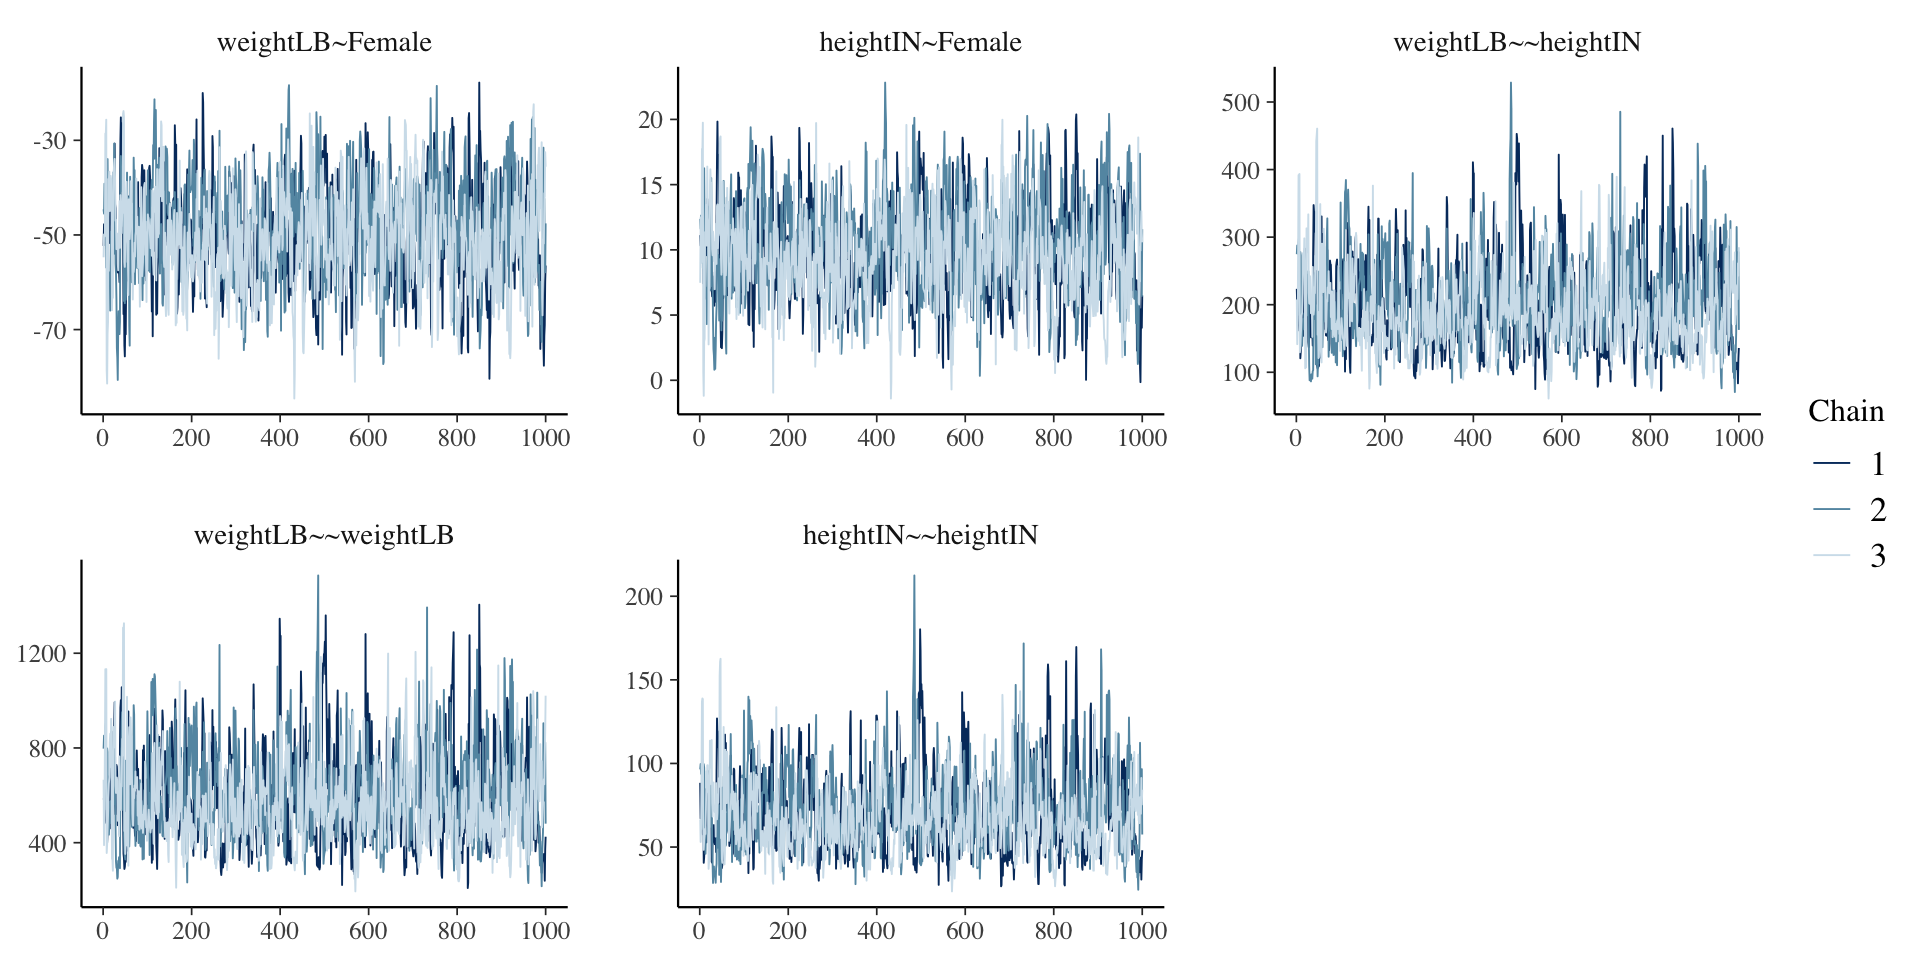 weightLB~Female
-30
-50
-70
0 200 400 600 800 1000
heightIN~Female
20
15
10
5
0
0 200 400 600 800 1000
weightLB~~heightIN
500
400
300
200
100
0 200 400 600 800 1000
weightLB~~weightLB
1200
800
400
0 200 400 600 800 1000
heightIN~~heightIN
200
150
100
50
0 200 400 600 800 1000
Chain
1
2
3